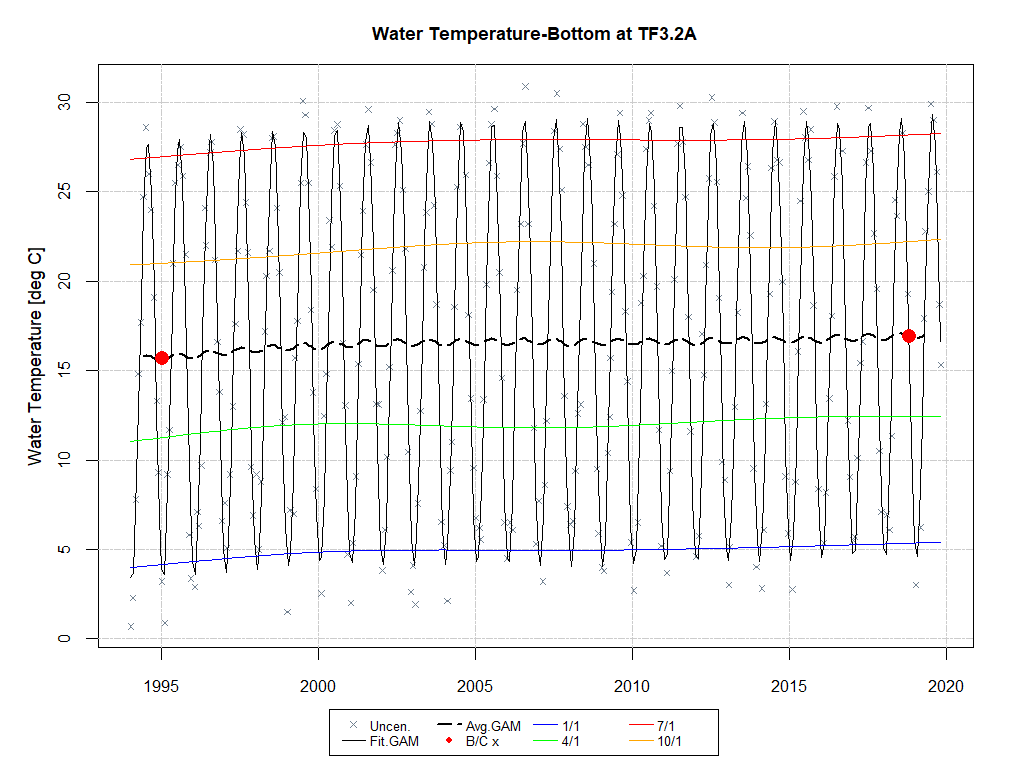 Water Temperature-Bottom at TF3.2A
Water Temperature [deg C]
30
25
20
15
10
5
0
1995 2000 2005 2010 2015 2020
Uncen. Avg.GAM 1/1 7/1
Fit.GAM B/C x 4/1 10/1